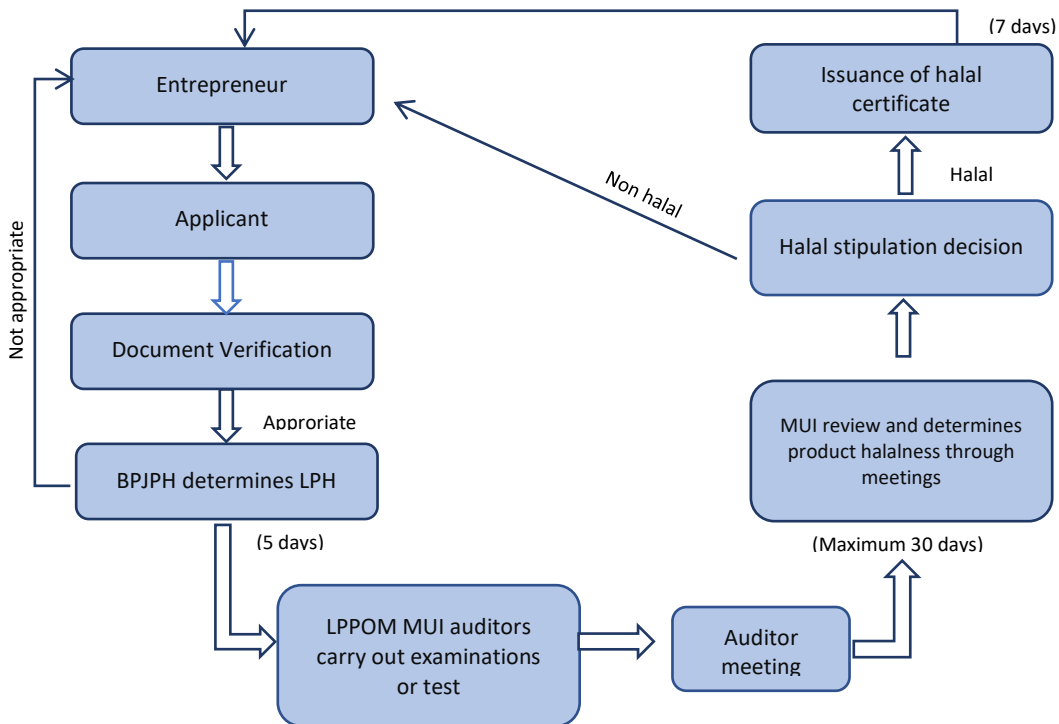 (7 days)
Entrepreneur
Issuance of halal
certificate
Non halal
Halal
Applicant
Halal stipulation decision
Not appropriate
Document Verification
Approriate
MUI review and determines
product halalness through
meetings
BPJPH determines LPH
(5 days)
(Maximum 30 days)
LPPOM MUI auditors
carry out examinations
or test
Auditor
meeting